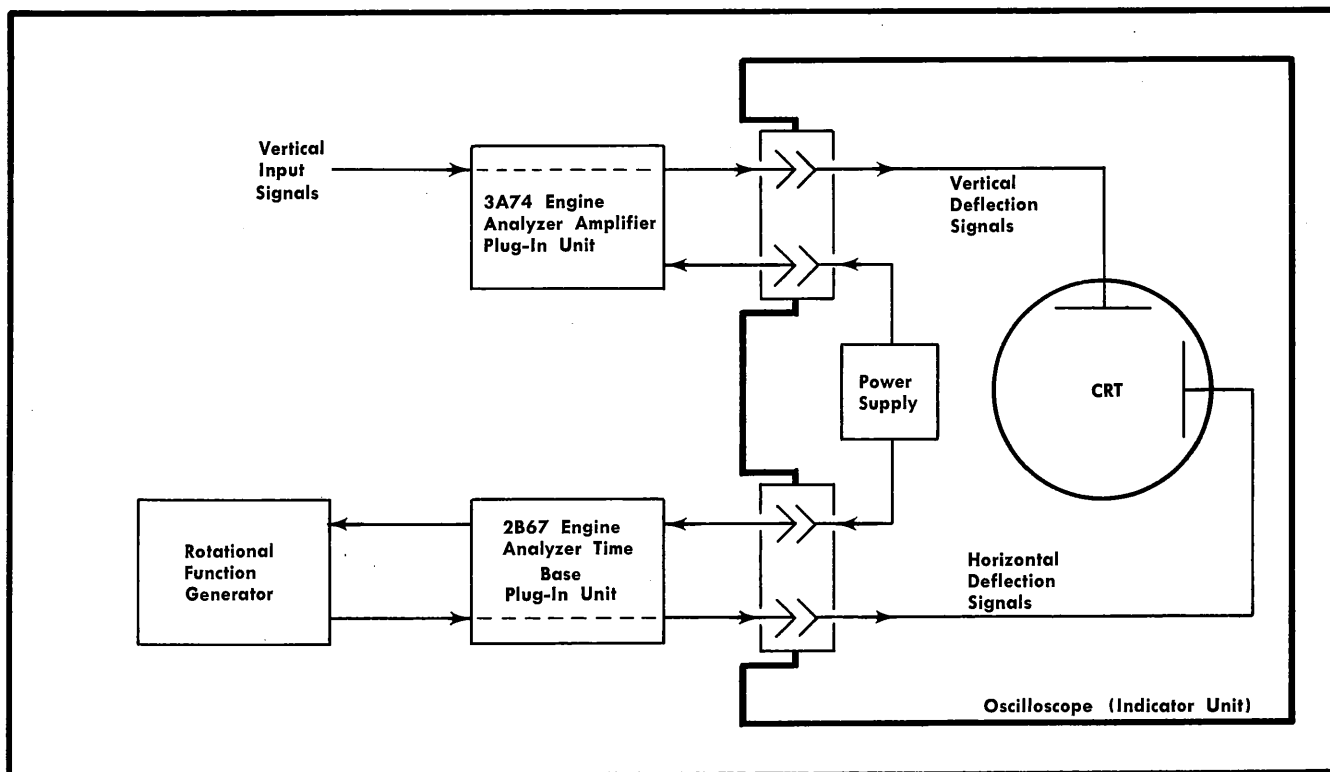 Vertical
Input
Signals
3A74 Engine
Analyzer Amplifier
Plug-In Unit
Vertical
Deflection
Signals
CRT
Power
Supply
Rotational
Function
Generator
2B67 Engine
Analyzer Time
Base
Plug-In Unit
Horizontal
Deflection
Signals
Oscilloscope (Indicator Unit)